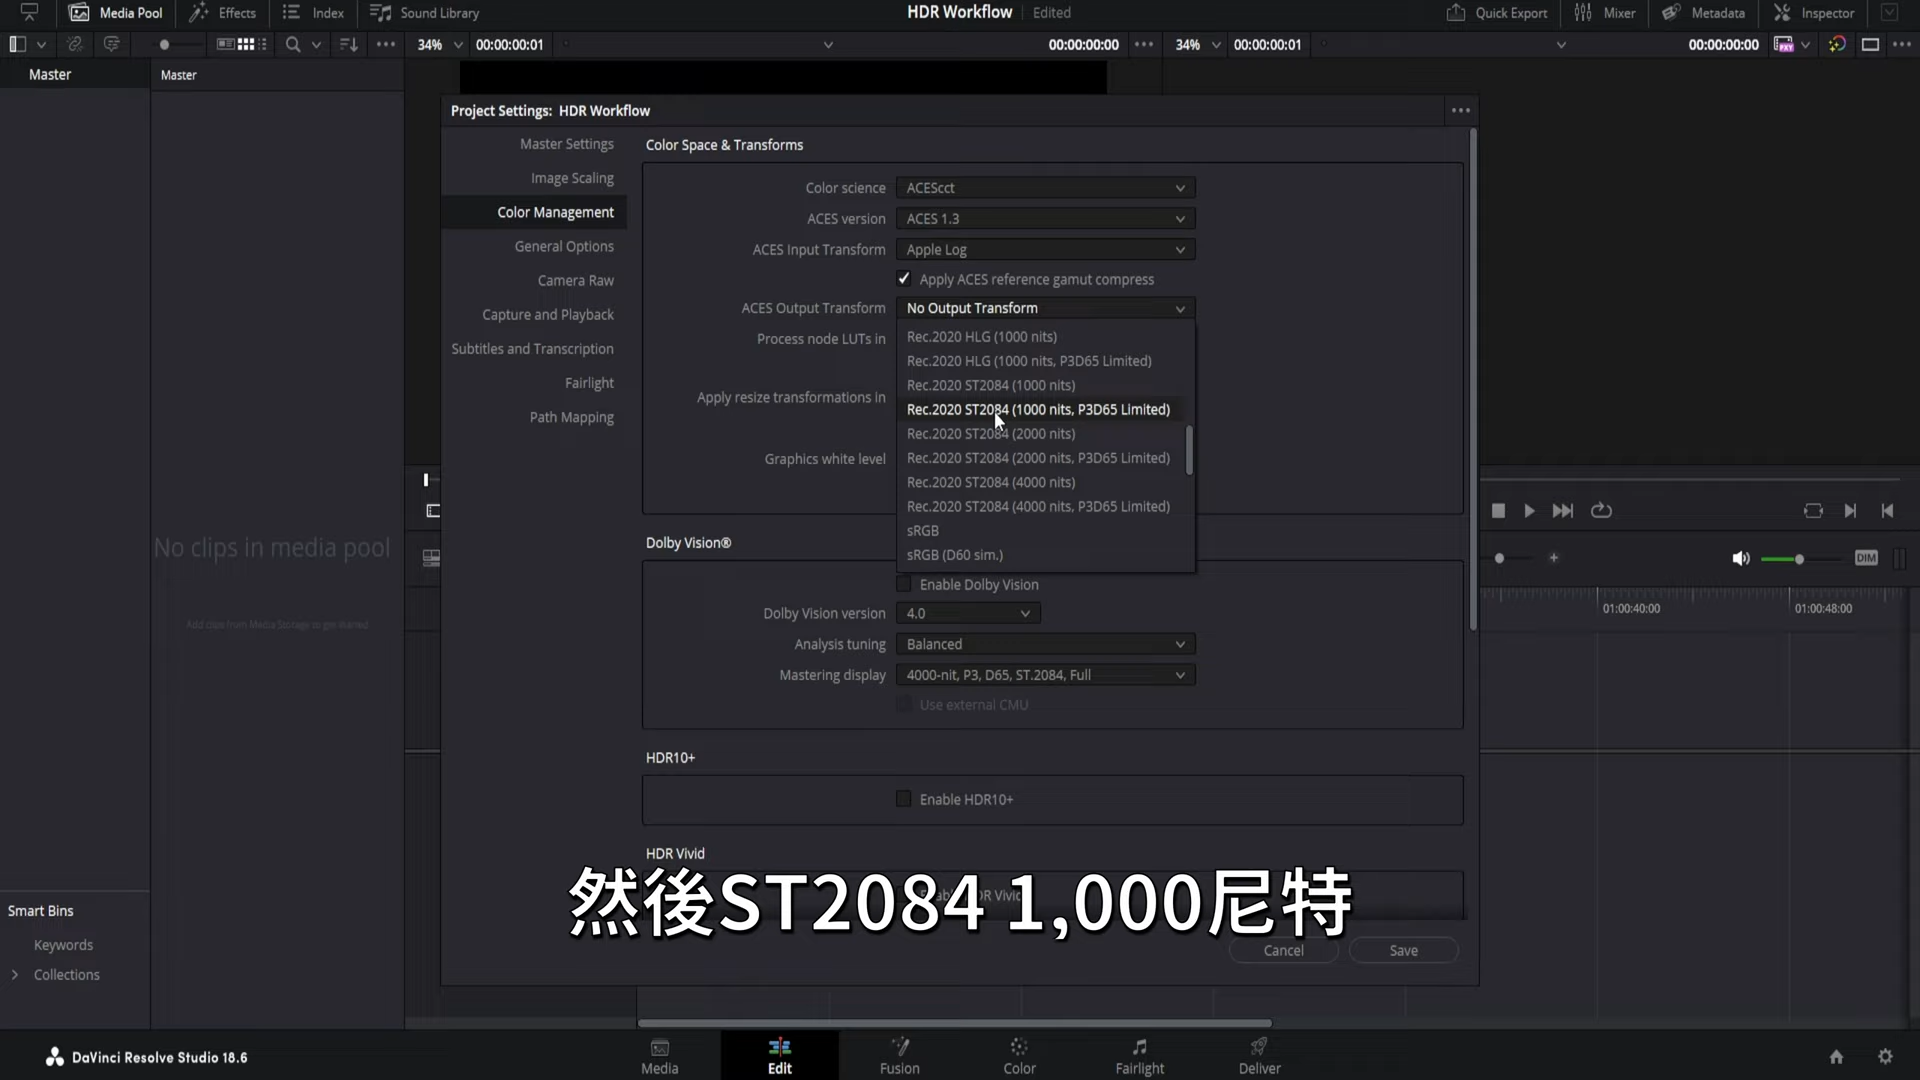 Media Pool
Effects
Index
Sound Library
HDR Workflow
Edited
Quick Export
Mixer
Metadata
Inspector
34%
00:00:00:01
00:00:00:00
34%
00:00:00:01
00:00:00:00
Master
Master
Project Settings: HDR Workflow
Master Settings
Image Scaling
Color Management
General Options
Camera Raw
Capture and Playback
Subtitles and Transcription
Fairlight
Path Mapping
Color Space & Transforms
Color science
ACEScct
ACES version
ACES 1.3
ACES Input Transform
Apple Log
Apply ACES reference gamut compress
ACES Output Transform
No Output Transform
Process node LUTs in
Apply resize transformations in
Graphics white level
Rec.2020 HLG (1000 nits)
Rec.2020 HLG (1000 nits, P3D65 Limited)
Rec.2020 ST2084 (1000 nits)
Rec.2020 ST2084 (1000 nits, P3D65 Limited)
Rec.2020 ST2084 (2000 nits)
Rec.2020 ST2084 (2000 nits, P3D65 Limited)
Rec.2020 ST2084 (4000 nits)
Rec.2020 ST2084 (4000 nits, P3D65 Limited)
sRGB
sRGB (D60 sim.)
Dolby Vision®
Enable Dolby Vision
Dolby Vision version
4.0
Analysis tuning
Balanced
Mastering display
4000-nit, P3, D65, ST.2084, Full
Use external CMU
HDR10+
Enable HDR10+
HDR Vivid
然後ST2084 1,000尼特
Cancel
Save
No clips in media pool
Add clips from Media Storage to get started
DIM
01:00:40:00
01:00:48:00
Smart Bins
Keywords
Collections
DaVinci Resolve Studio 18.6
Media
Edit
Fusion
Color
Fairlight
Deliver